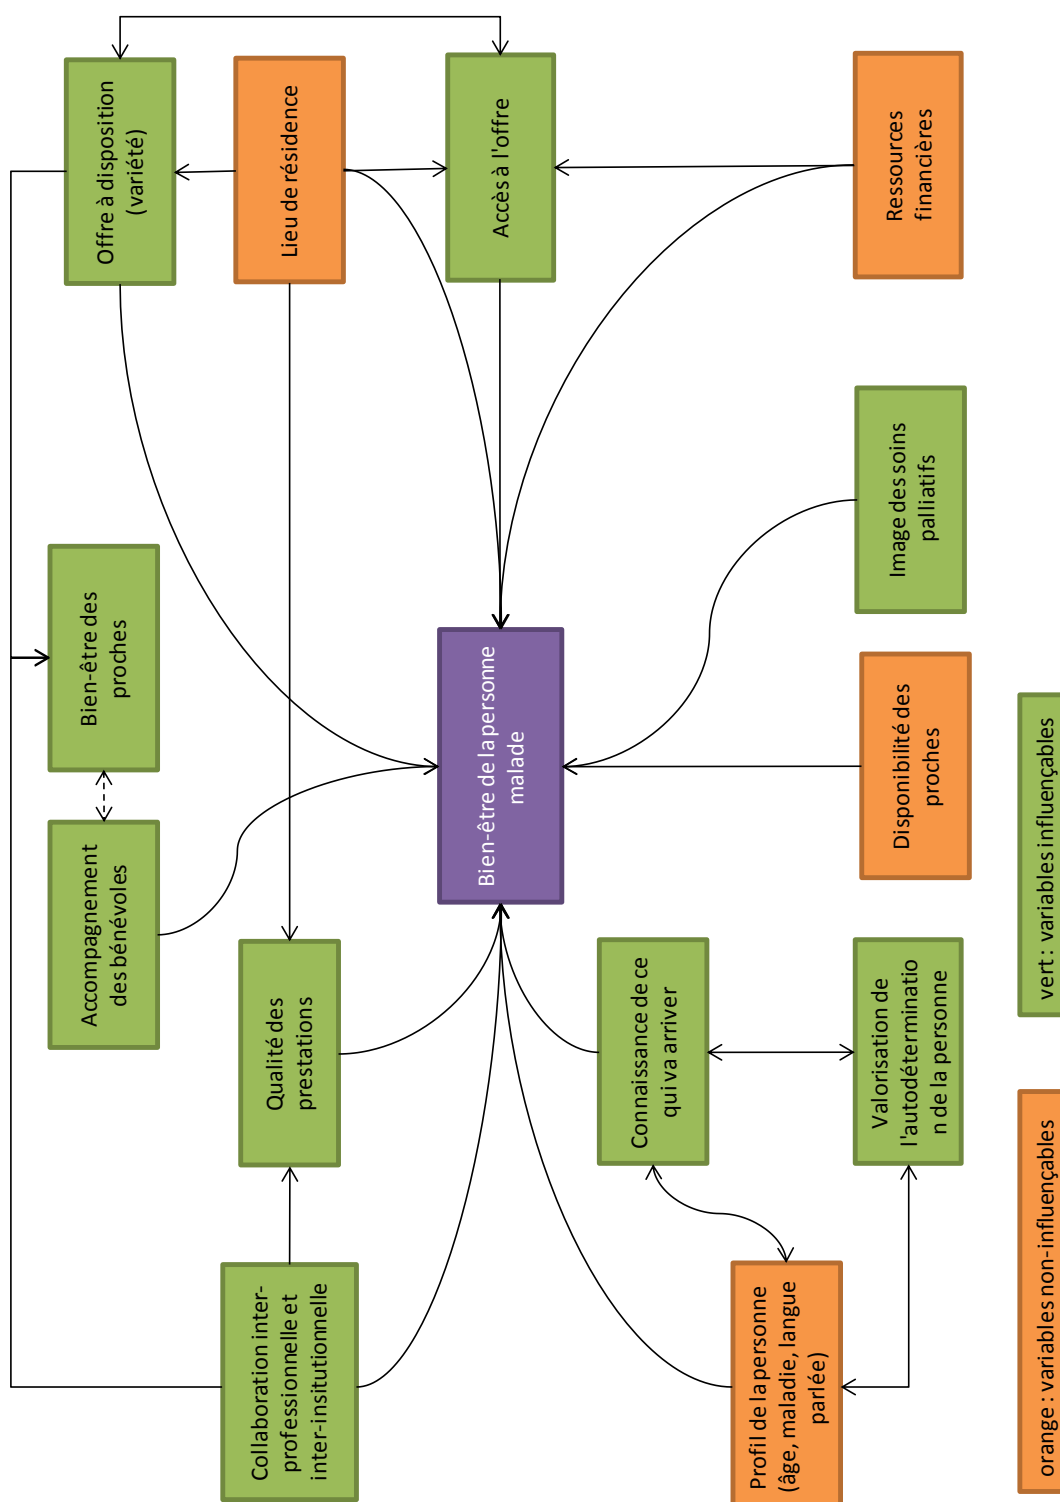 Collaboration inter-
professionnelle et
inter-insitutionnelle
Accompagnement
des bénévoles
Bien-être des
proches
Offre à disposition
(variété)
Qualité des
prestations
Lieu de résidence
Bien-être de la personne
malade
Accès à l'offre
Profil de la personne
(âge, maladie, langue
parlée)
Connaissance de ce
qui va arriver
Valorisation de
l'autodéterminatio
n de la personne
Disponibilité des
proches
Image des soins
palliatifs
Ressources
financières
orange : variables non-influençables
vert : variables influençables